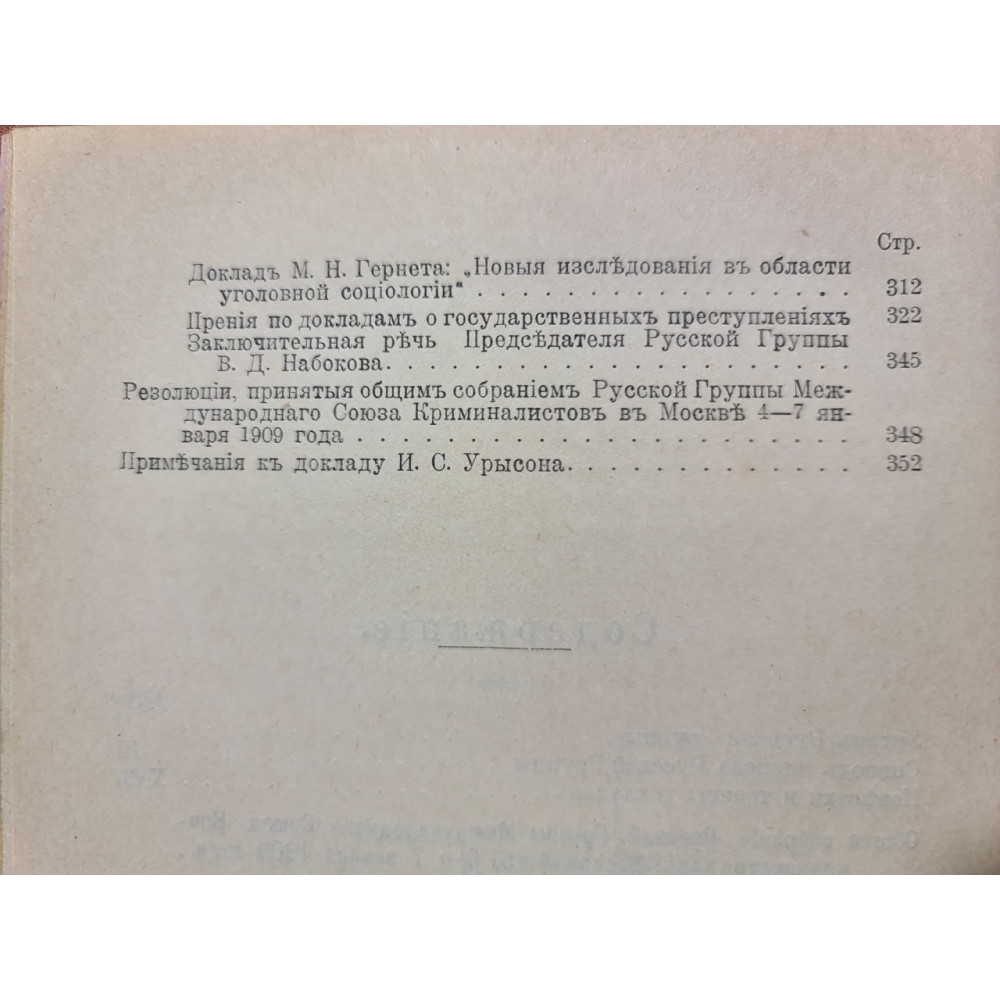 Стр.
Докладъ М. Н. Гернета: „Новыя изслѣдованія въ области
уголовной соціологіи“ . . . . . . . . . . . . . . . . . 312
Пренія по докладамъ о государственныхъ преступленіяхъ 322
Заключительная рѣчь Предсѣдателя Русской Группы
В. Д. Набокова. . . . . . . . . . . . . . . . . . . . . 345
Резолюціи, принятыя общимъ собраніемъ Русской Группы Меж-
дународнаго Союза Криминалистовъ въ Москвѣ 4—7 ян-
варя 1909 года . . . . . . . . . . . . . . . . . . . . . 348
Примѣчанія къ докладу И. С. Урысона. . . . . . . . . . . . . 352
Содержаніе.